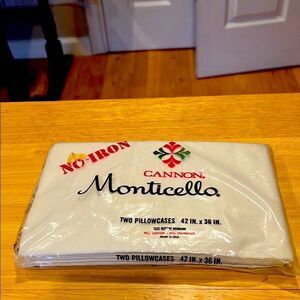 NO-IRON
CANNON
Monticello
TWO PILLOWCASES 42 IN. x 36 IN.
TWO PILLOWCASES 42 IN. x 36 IN.